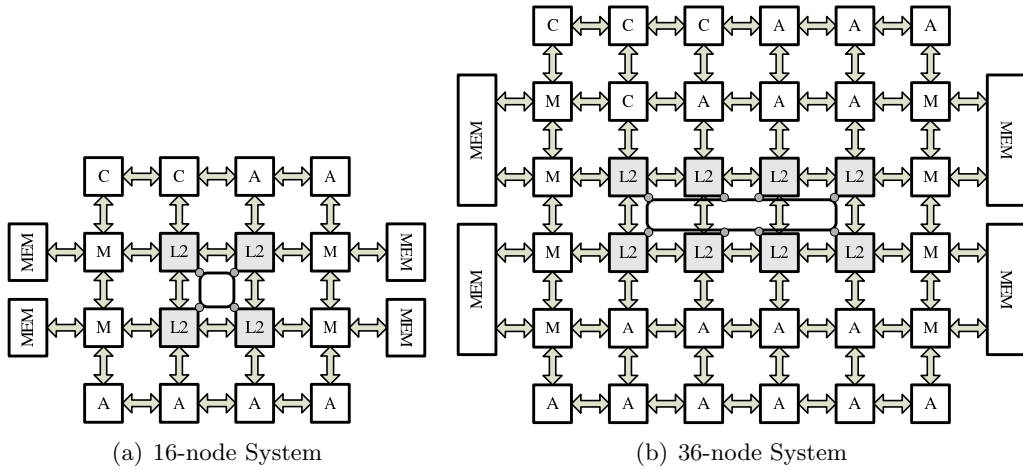 C C C A A A
MEM M C A A A M MEM
C C A A
M L2 L2 L2 L2 M
MEM M L2 L2 M MEM
MEM M L2 L2 L2 L2 M MEM
MEM M L2 L2 M MEM
M A A A A M
A A A A
A A A A A A
(a) 16-node System
(b) 36-node System